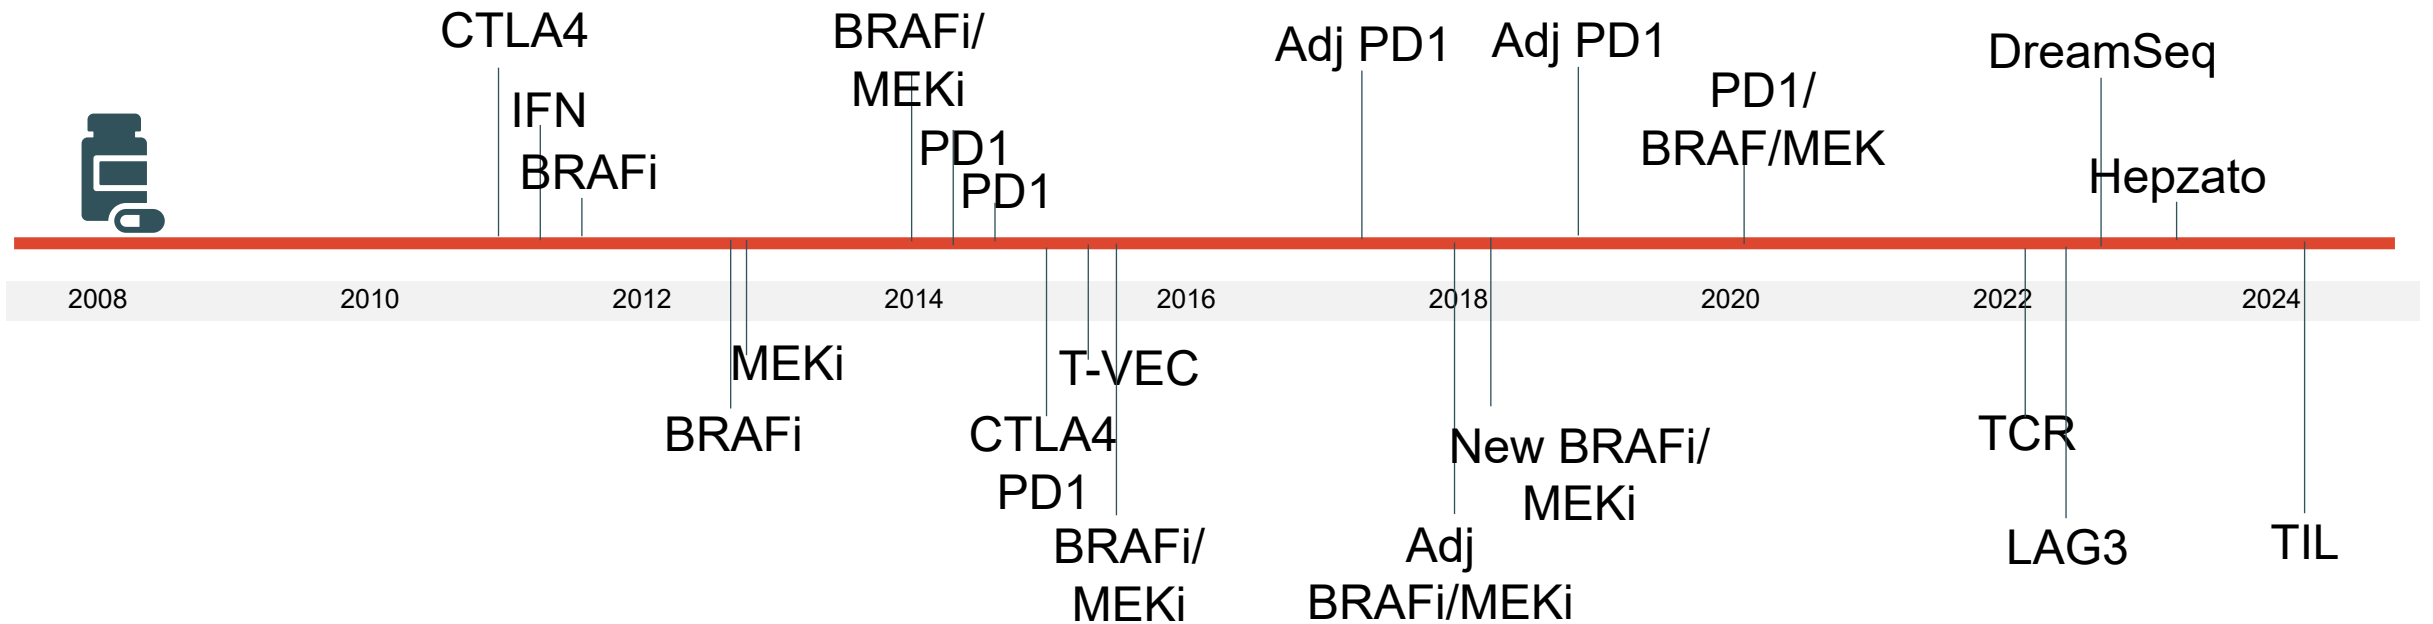 CTLA4
IFN
BRAFi
BRAFi/
MEKi
PD1
PD1
Adj PD1
Adj PD1
PD1/
BRAF/MEK
DreamSeq
Hepzato
2008 2010 2012 2014 2016 2018 2020 2022 2024
MEKi
BRAFi
T-VEC
CTLA4
PD1
BRAFi/
MEKi
New BRAFi/
MEKi
Adj
BRAFi/MEKi
TCR
LAG3
TIL